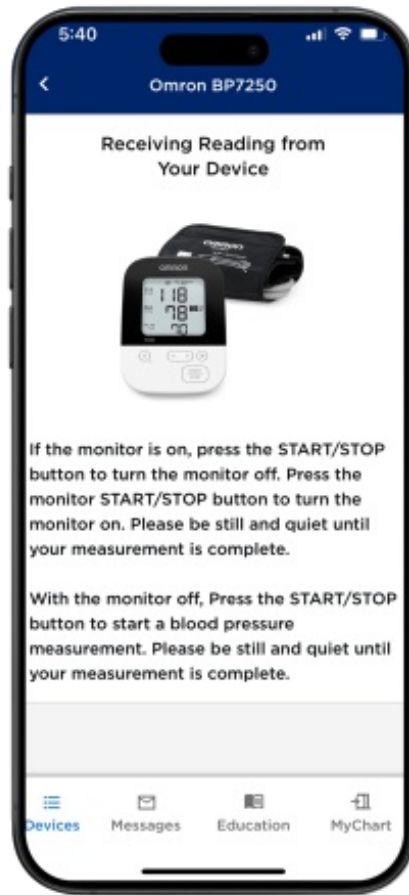 5:40
Omron BP7250
Receiving Reading from
Your Device
OMRON
118
78
70
If the monitor is on, press the START/STOP
button to turn the monitor off. Press the
monitor START/STOP button to turn the
monitor on. Please be still and quiet until
your measurement is complete.
With the monitor off, Press the START/STOP
button to start a blood pressure
measurement. Please be still and quiet until
your measurement is complete.
Devices
Messages
Education
MyChart